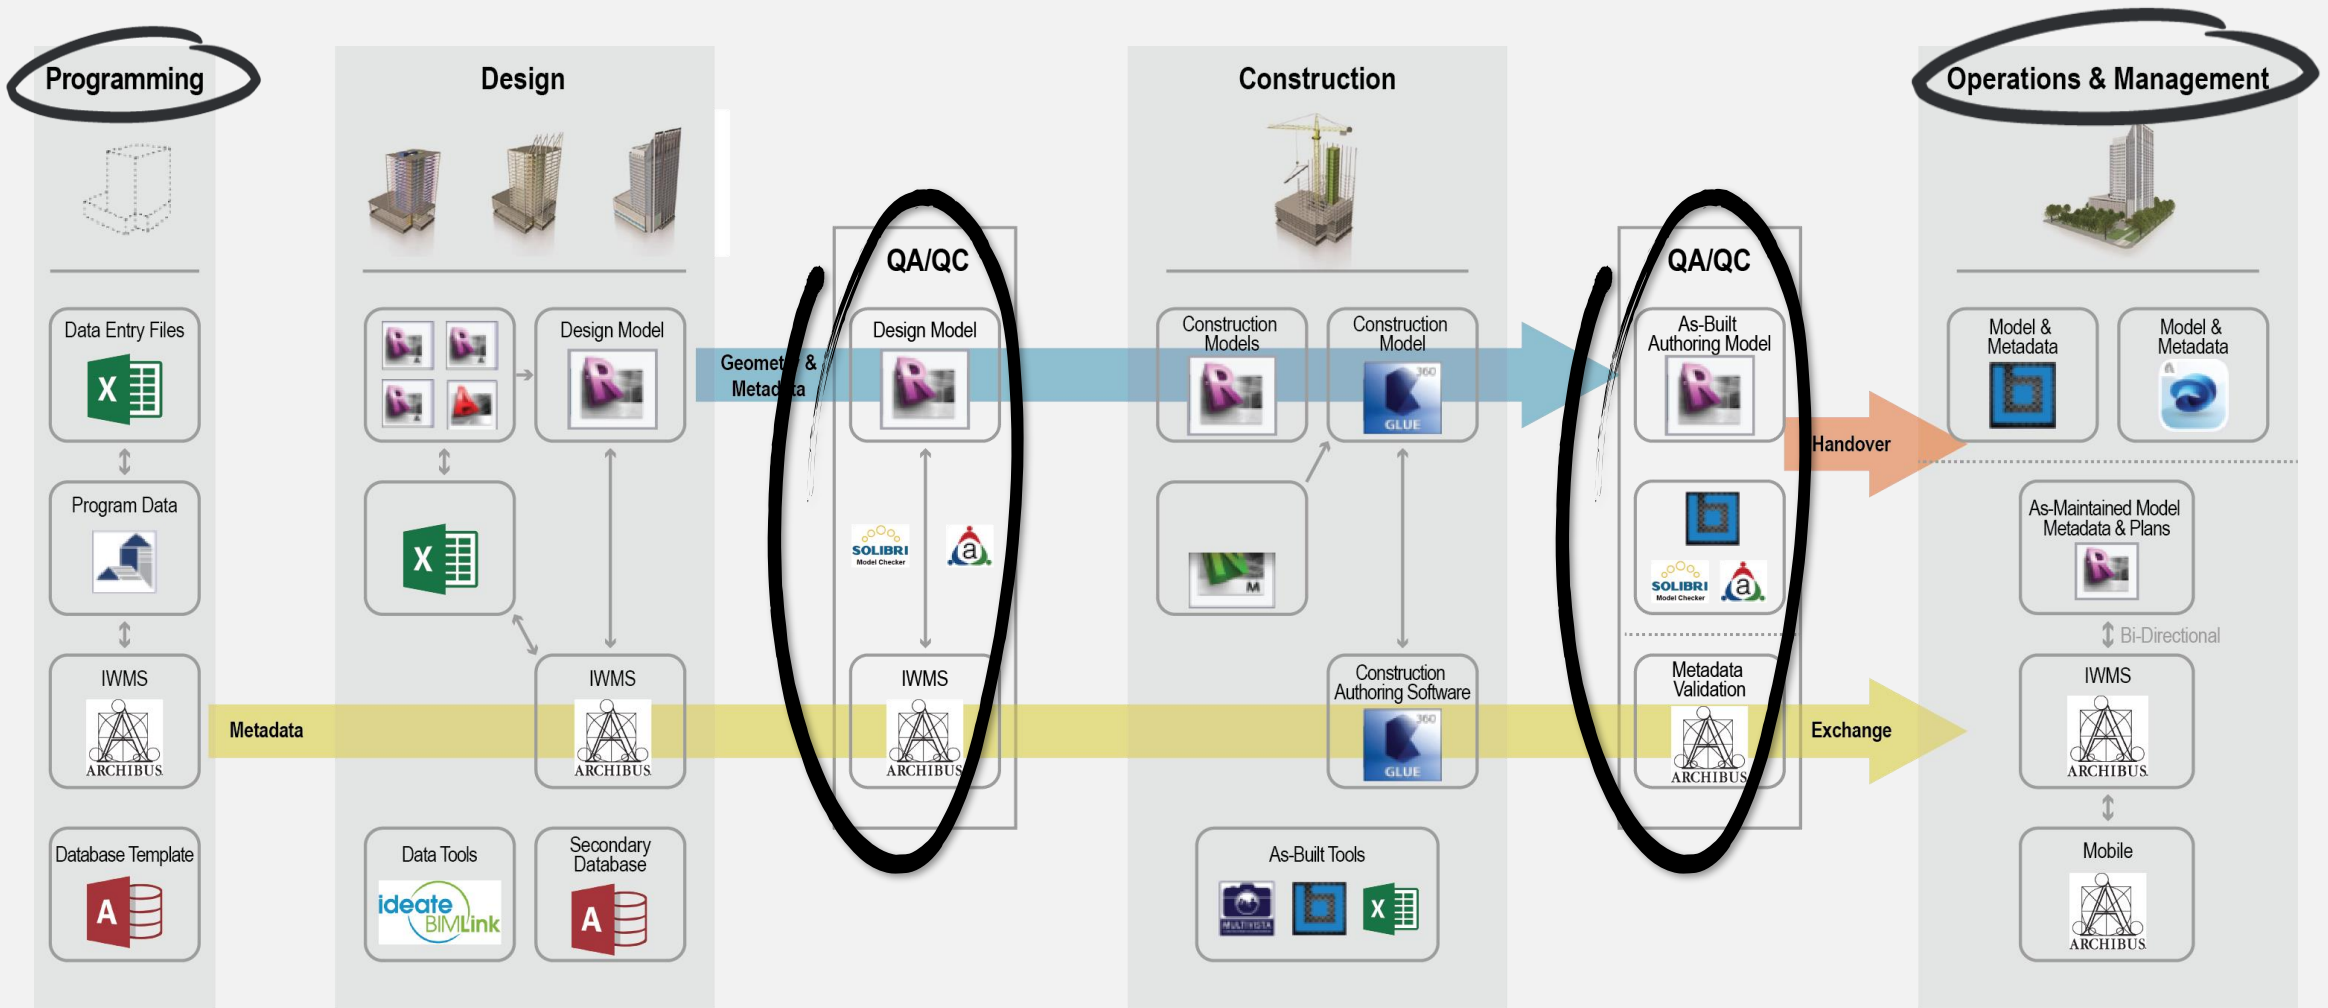 Programming
Design
Construction
Operations & Management
QA/QC
QA/QC
Data Entry Files
X
Program Data
IWMS
ARCHIBUS
Database Template
A
Design Model
X
IWMS
ARCHIBUS
Data Tools
ideate
BIMLink
Secondary
Database
A
Geometry &
Metadata
Metadata
Design Model
SOLIBRI
Model Checker
a
IWMS
ARCHIBUS
Construction
Models
Construction
Model
360
GLUE
M
Construction
Authoring Software
360
GLUE
As-Built Tools
MULTIVISTA
X
As-Built
Authoring Model
SOLIBRI
Model Checker
a
Metadata
Validation
ARCHIBUS
Handover
Exchange
Model &
Metadata
Model &
Metadata
As-Maintained Model
Metadata & Plans
Bi-Directional
IWMS
ARCHIBUS
Mobile
ARCHIBUS